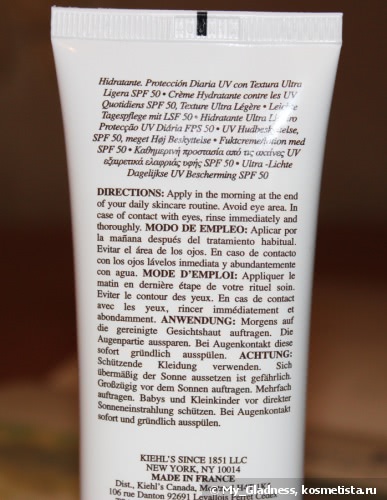 Hidratante. Protección Diaria UV con Textura Ultra
Ligera SPF 50 • Crème Hydratante contre les UV
Quotidiens SPF 50, Texture Ultra Légère • Leichte
Tagespflege mit LSF 50 • Hidratante Ultra Ligeiro
Protecção UV Diária FPS 50 • UV Hudbeskyttelse,
SPF 50, meget Høj Beskyttelse • Fuktcreme/lotion med
SPF 50 • Καθημερινή προστασία από τις ακτίνες UV
εξαιρετικά ελαφριάς υφής SPF 50 • Ultra -Lichte
Dagelijkse UV Bescherming SPF 50
DIRECTIONS: Apply in the morning at the end
of your daily skincare routine. Avoid eye area. In
case of contact with eyes, rinse immediately and
thoroughly. MODO DE EMPLEO: Aplicar por
la mañana después del tratamiento habitual.
Evitar el área de los ojos. En caso de contacto
con los ojos lávelos inmediata y abundantemente
con agua. MODE D'EMPLOI: Appliquer le
matin en dernière étape de votre rituel soin.
Eviter le contour des yeux. En cas de contact
avec les yeux, rincer immédiatement et
abondamment. ANWENDUNG: Morgens auf
die gereinigte Gesichtshaut auftragen. Die
Augenpartie aussparen. Bei Augenkontakt diese
sofort gründlich ausspülen. ACHTUNG:
Schützende Kleidung verwenden. Sich
übermäßig der Sonne aussetzen ist gefährlich.
Großzügig vor dem Sonnen auftragen. Mehrfach
auftragen. Babys und Kleinkinder vor direkter
Sonneneinstrahlung schützen. Bei Augenkontakt
sofort und gründlich ausspülen.
KIEHL'S SINCE 1851 LLC
NEW YORK, NY 10014
MADE IN FRANCE
Dist., Kiehl's Canada,
106 rue Danton 92691 Levallois Perret Cedex
© My_Gladness, kosmetista.ru